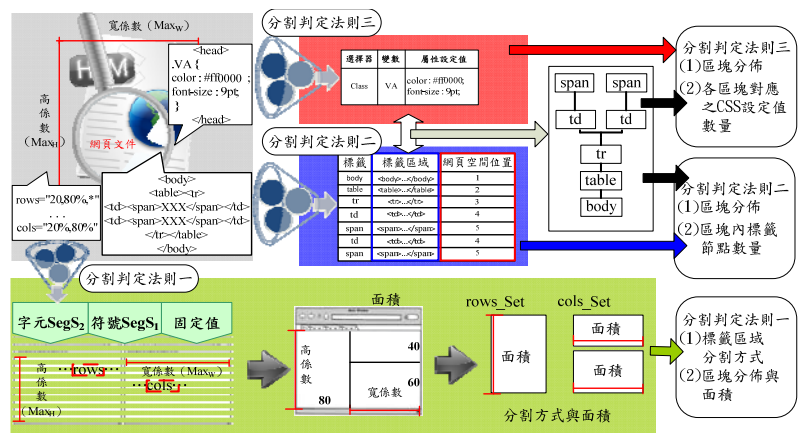 寬係數（MaxW）
高
係
數
(MaxH)
網頁文件
<head>
.VA {
color : #ff0000 ;
font-size : 9pt;
}
</head>
rows="20,80%,*"
. . .
cols="20%,80%"
<body>
<table><tr>
<td><span>XXX</span></td>
<td><span>XXX</span></td>
</tr></table>
</body>
分割判定法則三
選擇器 變數 屬性設定值
Class VA color : #ff0000;
font-size : 9pt;
分割判定法則二
標籤 標籤區域 網頁空間位置
body <body>...</body> 1
table <table>...</table> 2
tr <tr>...</tr> 3
td <td>...</td> 4
span <span>...</span> 5
td <td>...</td> 4
span <span>...</span> 5
span span
td td
tr
table
body
分割判定法則三
(1)區塊分佈
(2)各區塊對應
之CSS設定值
數量
分割判定法則二
(1)區塊分佈
(2)區塊內標籤
節點數量
分割判定法則一
字元SegS2 符號SegS1 固定值
高
係
數
(MaxH)
…rows…
寬係數（MaxW）
…cols…
面積
高
係
數
80
40
60
寬係數
rows_Set cols_Set
面積
面積
面積
分割方式與面積
分割判定法則一
(1)標籤區域
分割方式
(2)區塊分佈與
面積